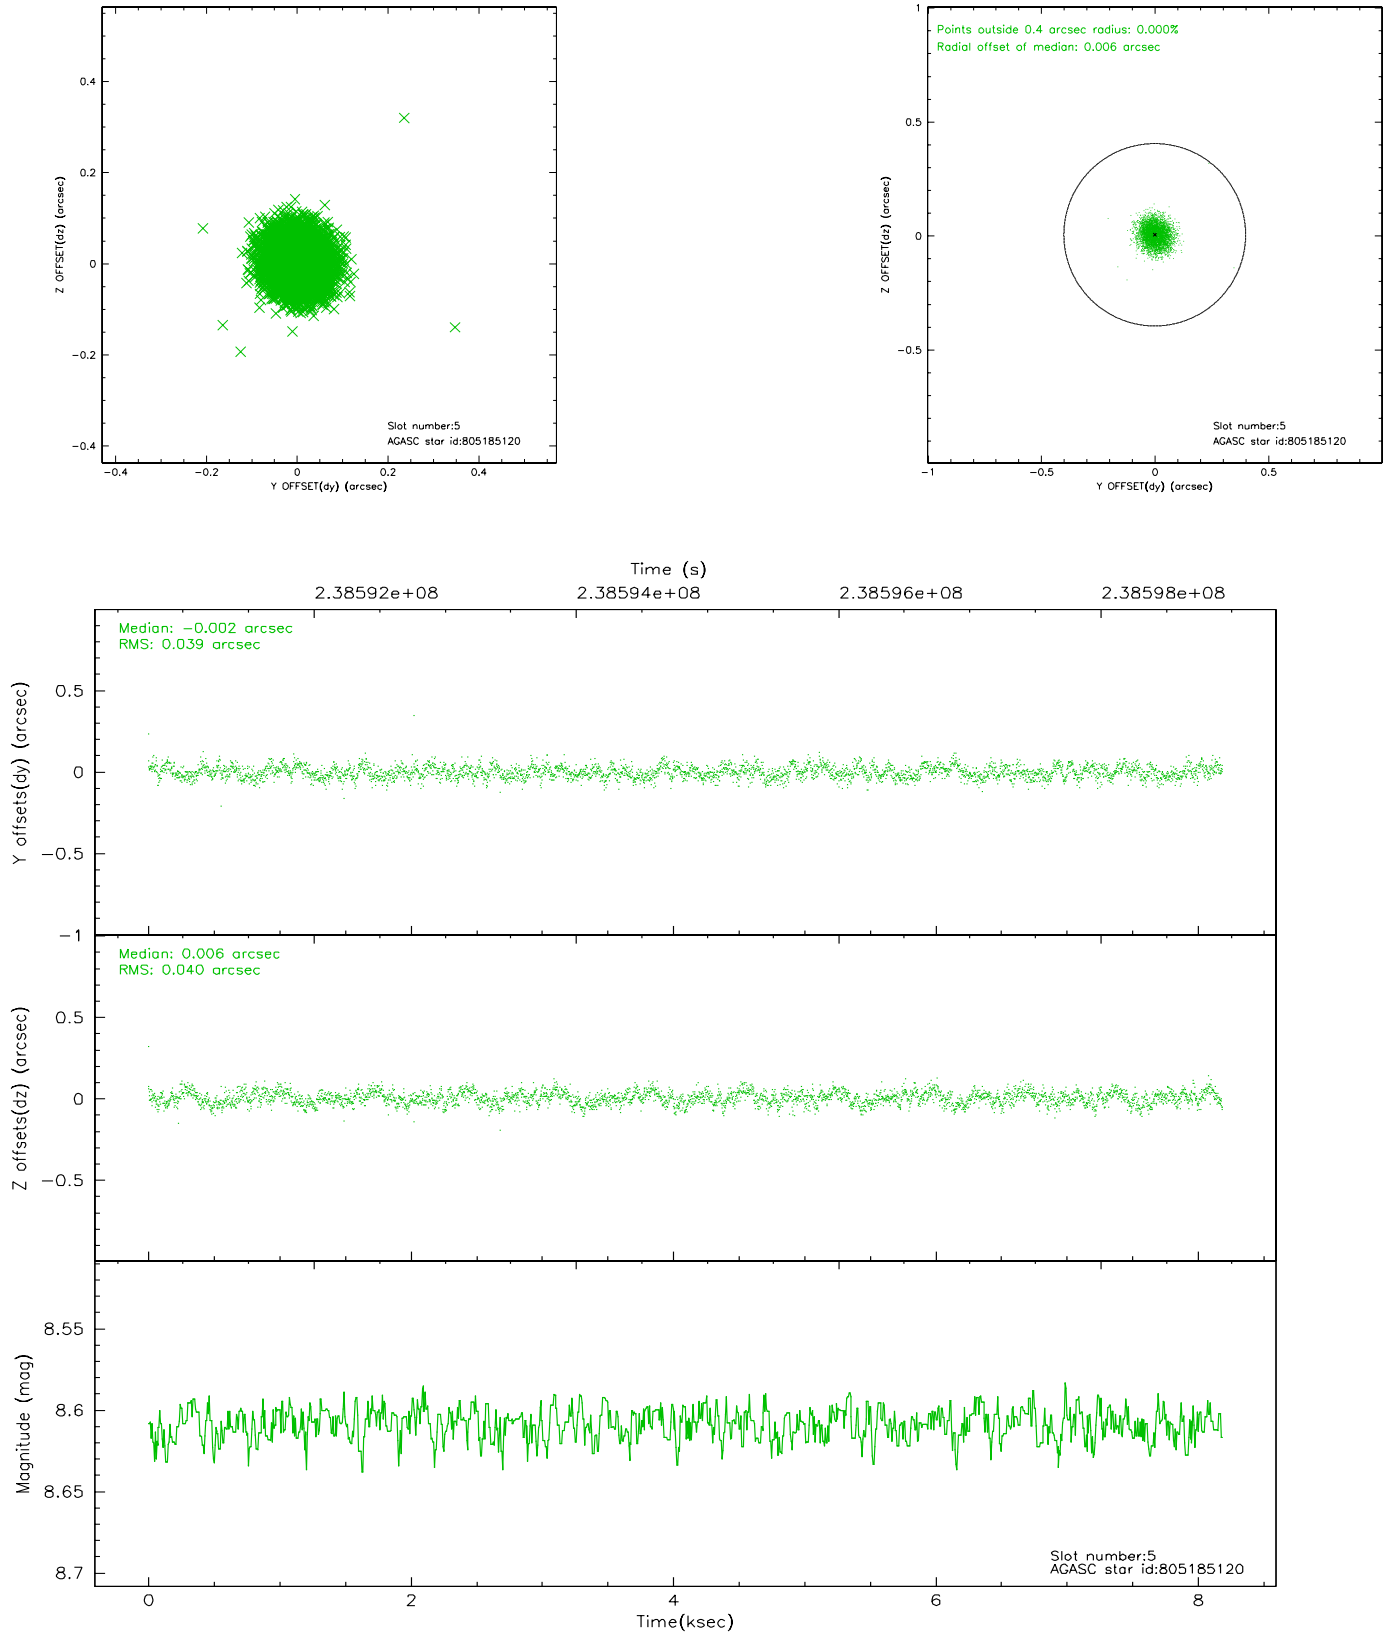 0.4
0.2
0
−0.2
−0.4
Z OFFSET(dz) (arcsec)
Slot number:5
AGASC star id:805185120
−0.4 −0.2 0 0.2 0.4
Y OFFSET(dy) (arcsec)
Points outside 0.4 arcsec radius: 0.000%
Radial offset of median: 0.006 arcsec
1
0.5
0
−0.5
Z OFFSET(dz) (arcsec)
Slot number:5
AGASC star id:805185120
−1 −0.5 0 0.5
Y OFFSET(dy) (arcsec)
Time (s)
2.38592e+08 2.38594e+08 2.38596e+08 2.38598e+08
Median: −0.002 arcsec
RMS: 0.039 arcsec
0.5
0
−0.5
−1
Y offsets(dy) (arcsec)
Median: 0.006 arcsec
RMS: 0.040 arcsec
0.5
0
−0.5
Z offsets(dz) (arcsec)
8.55
8.6
8.65
8.7
Magnitude (mag)
Slot number:5
AGASC star id:805185120
0 2 4 6 8
Time(ksec)